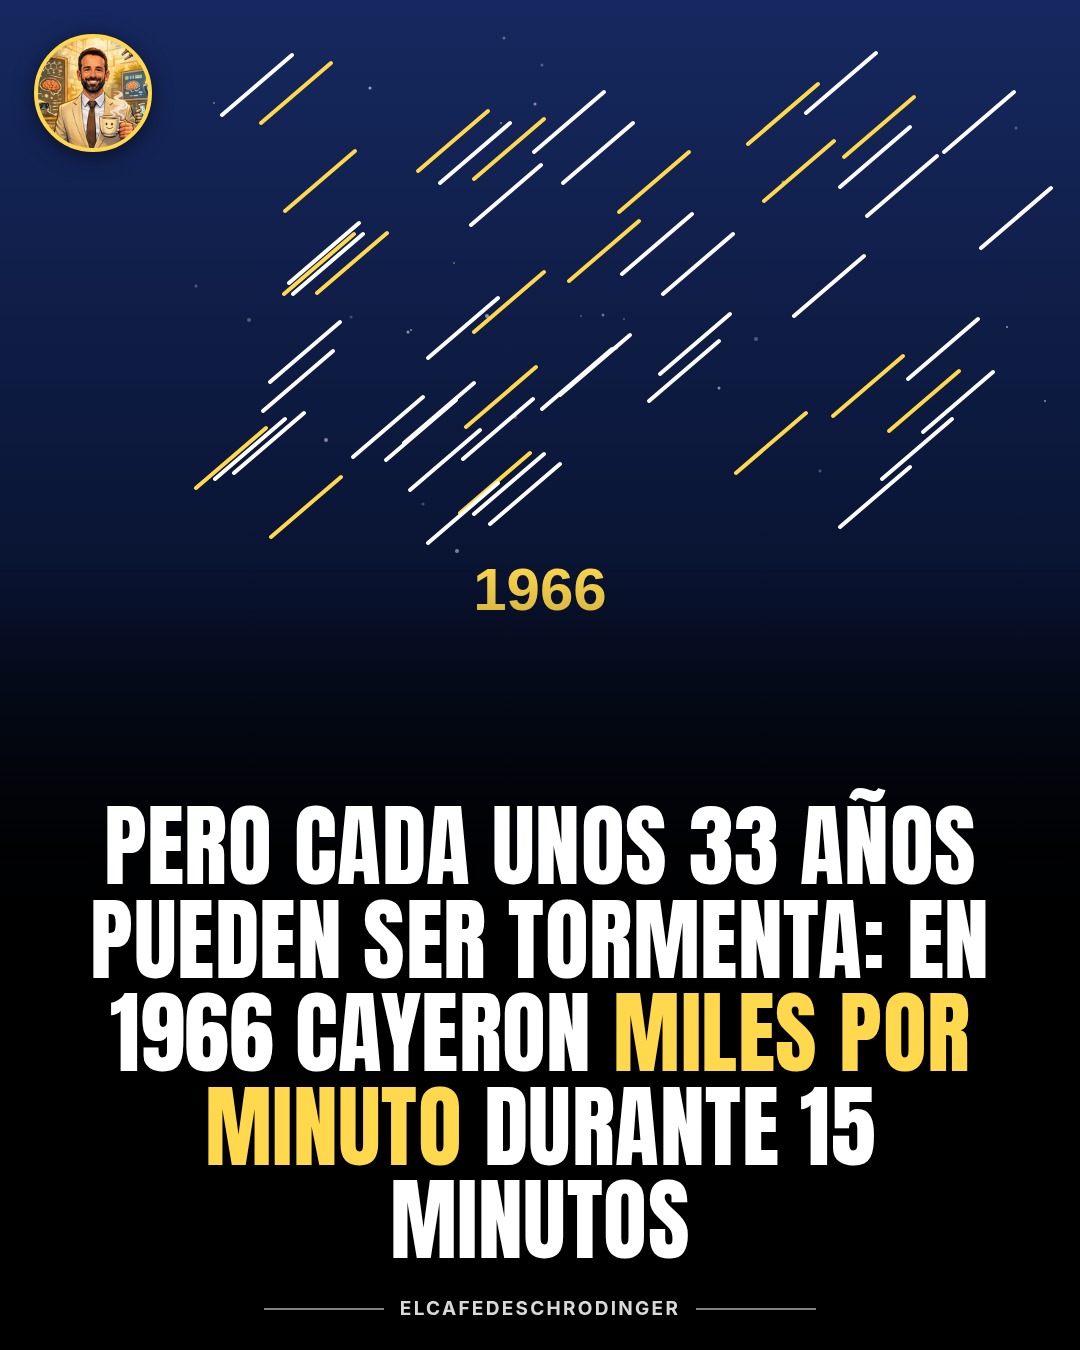 1966
PERO CADA UNOS 33 AÑOS
PUEDEN SER TORMENTA: EN
1966 CAYERON MILES POR
MINUTO DURANTE 15
MINUTOS
ELCAFEDESCHRODINGER